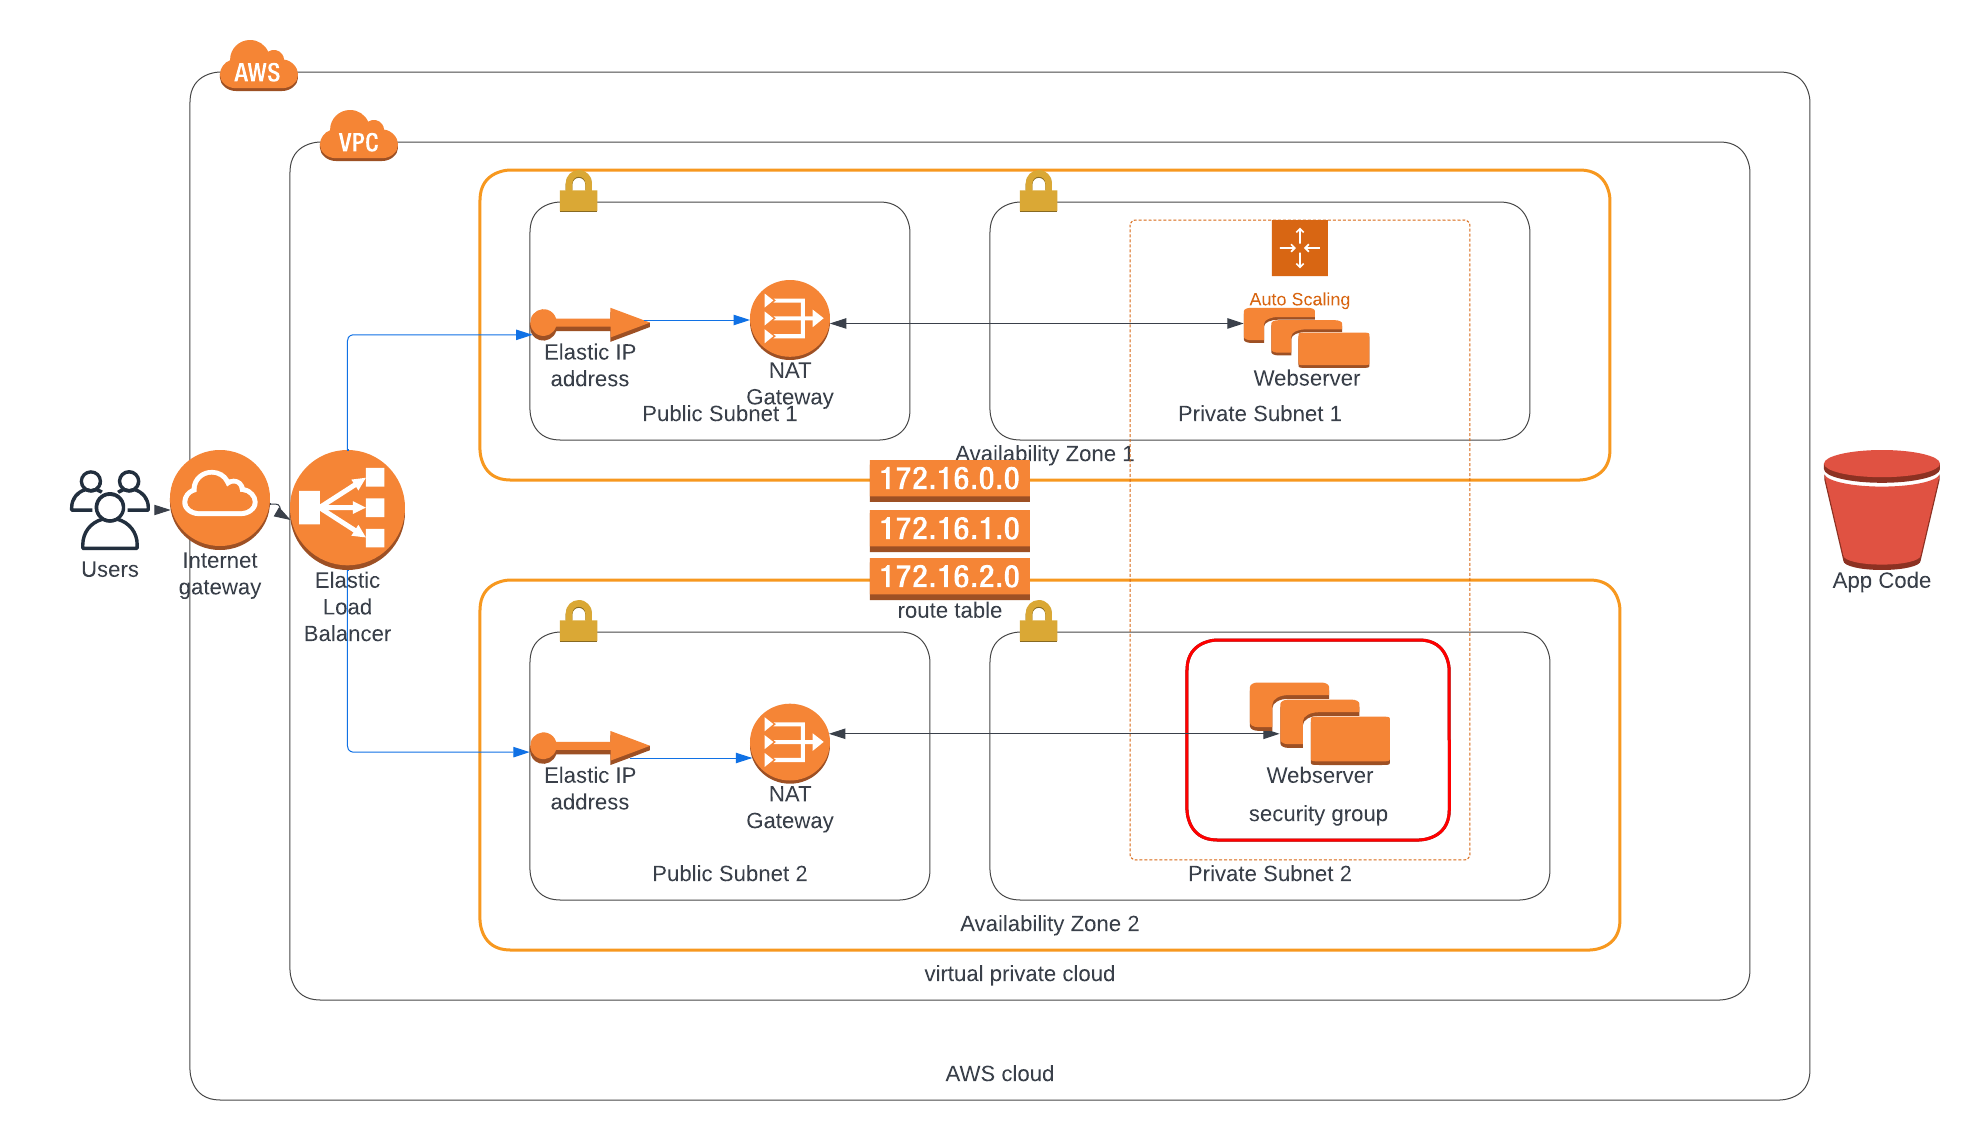 AWS
VPC
Auto Scaling
Elastic IP
address
NAT
Gateway
Webserver
Public Subnet 1
Private Subnet 1
Availability Zone 1
172.16.0.0
172.16.1.0
172.16.2.0
route table
Users
Internet
gateway
Elastic
Load
Balancer
App Code
Elastic IP
address
NAT
Gateway
Webserver
security group
Public Subnet 2
Private Subnet 2
Availability Zone 2
virtual private cloud
AWS cloud